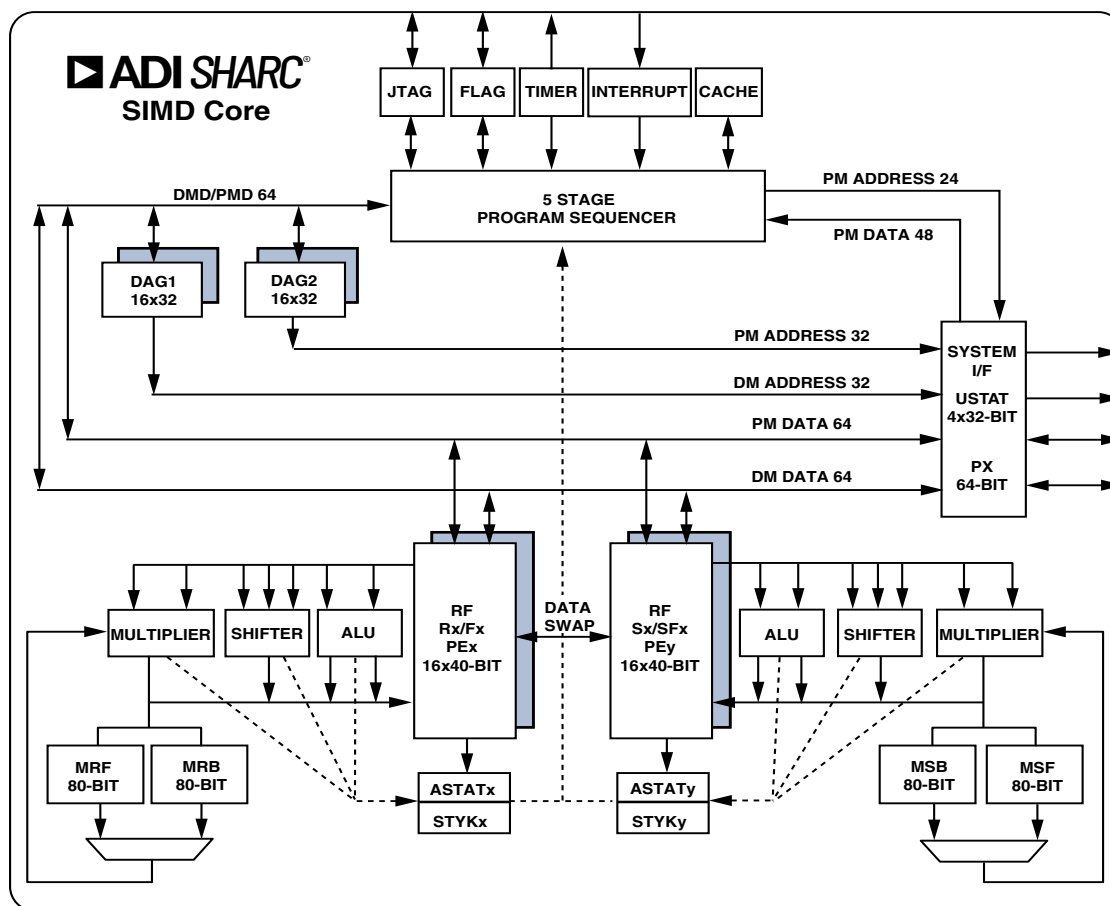 ADI SHARC®
SIMD Core
JTAG
FLAG
TIMER
INTERRUPT
CACHE
5 STAGE
PROGRAM SEQUENCER
PM ADDRESS 24
PM DATA 48
DMD/PMD 64
DAG1
16x32
DAG2
16x32
PM ADDRESS 32
DM ADDRESS 32
PM DATA 64
DM DATA 64
SYSTEM
I/F
USTAT
4x32-BIT
PX
64-BIT
MULTIPLIER
SHIFTER
ALU
RF
Rx/Fx
PEx
16x40-BIT
DATA
SWAP
RF
Sx/SFx
PEy
16x40-BIT
ALU
SHIFTER
MULTIPLIER
MRF
80-BIT
MRB
80-BIT
ASTATx
STYKx
ASTATy
STYKy
MSB
80-BIT
MSF
80-BIT